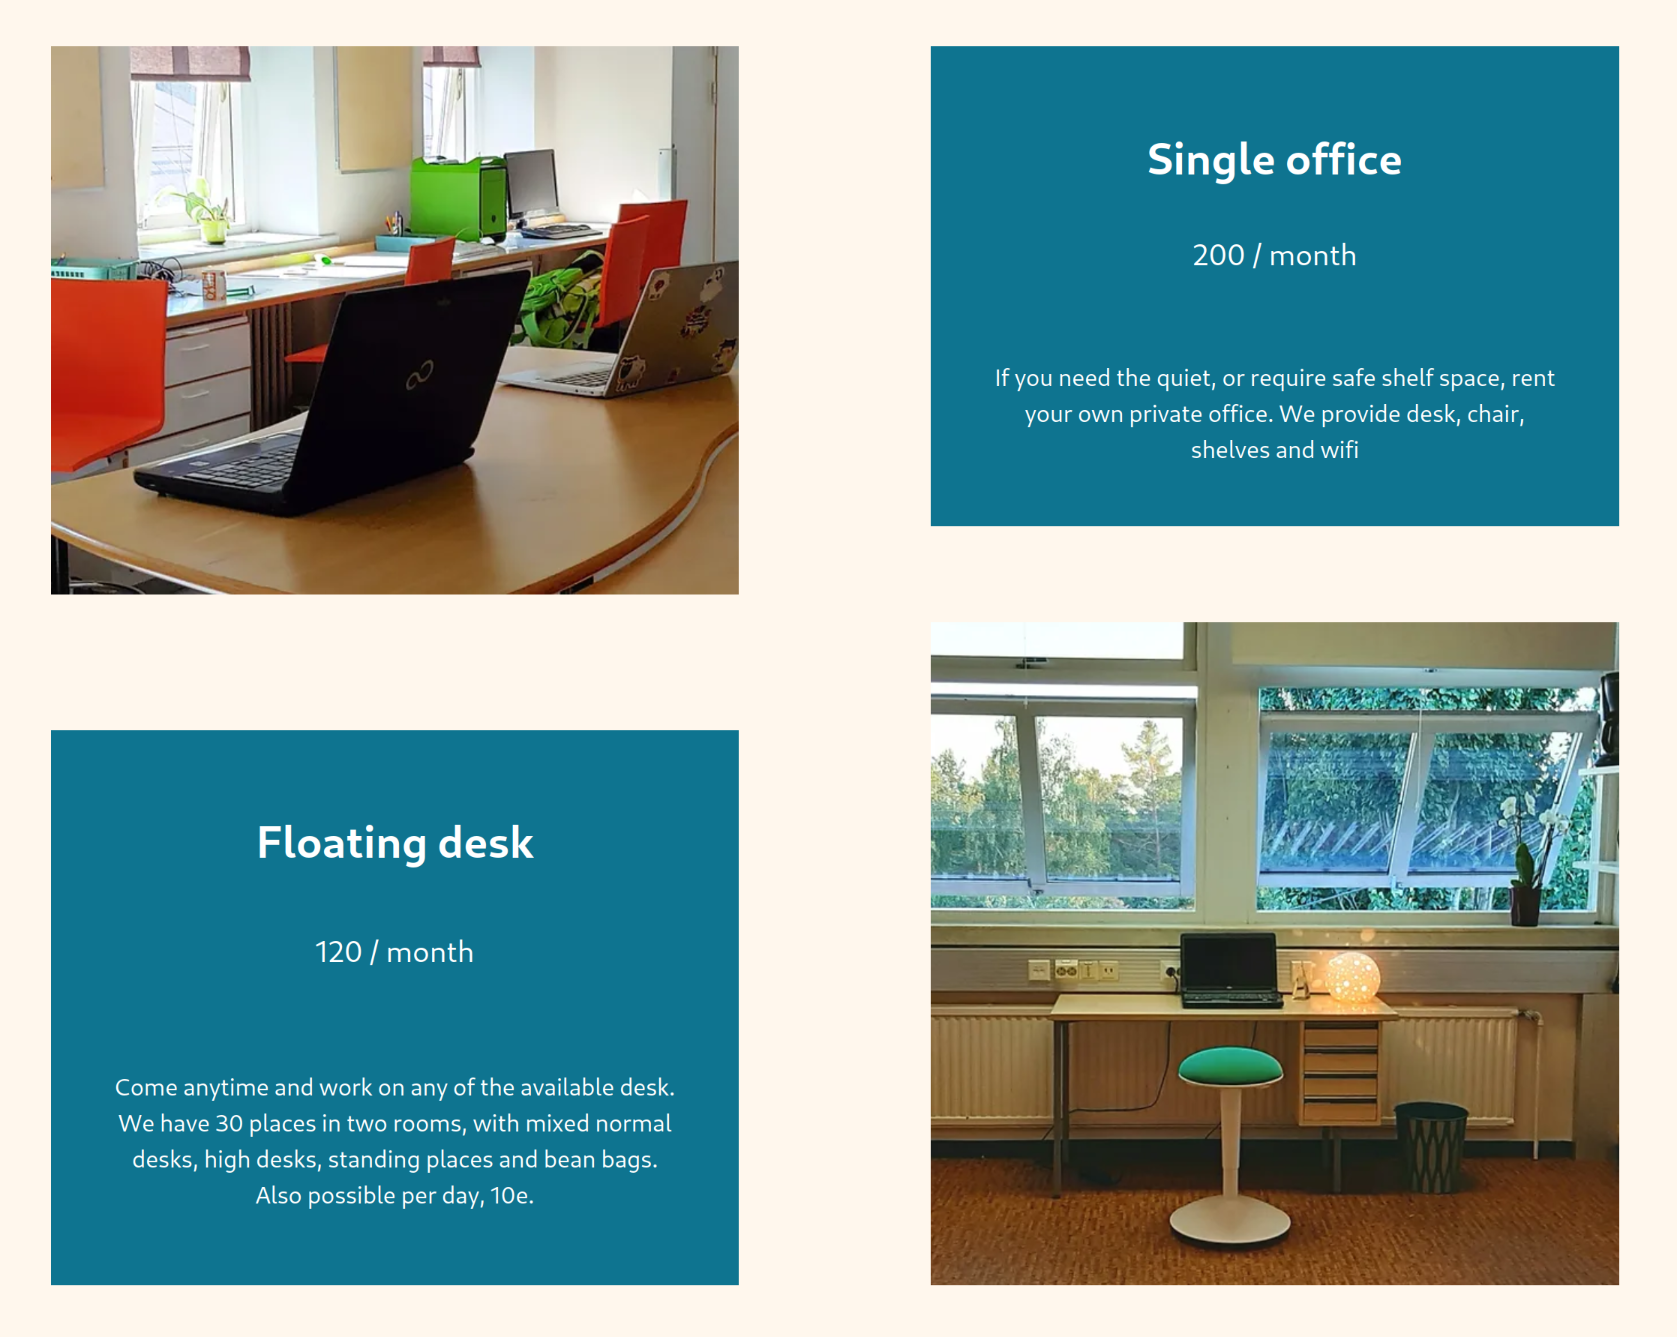 Single office
200 / month
If you need the quiet, or require safe shelf space, rent
your own private office. We provide desk, chair,
shelves and wifi
Floating desk
120 / month
Come anytime and work on any of the available desk.
We have 30 places in two rooms, with mixed normal
desks, high desks, standing places and bean bags.
Also possible per day, 10e.